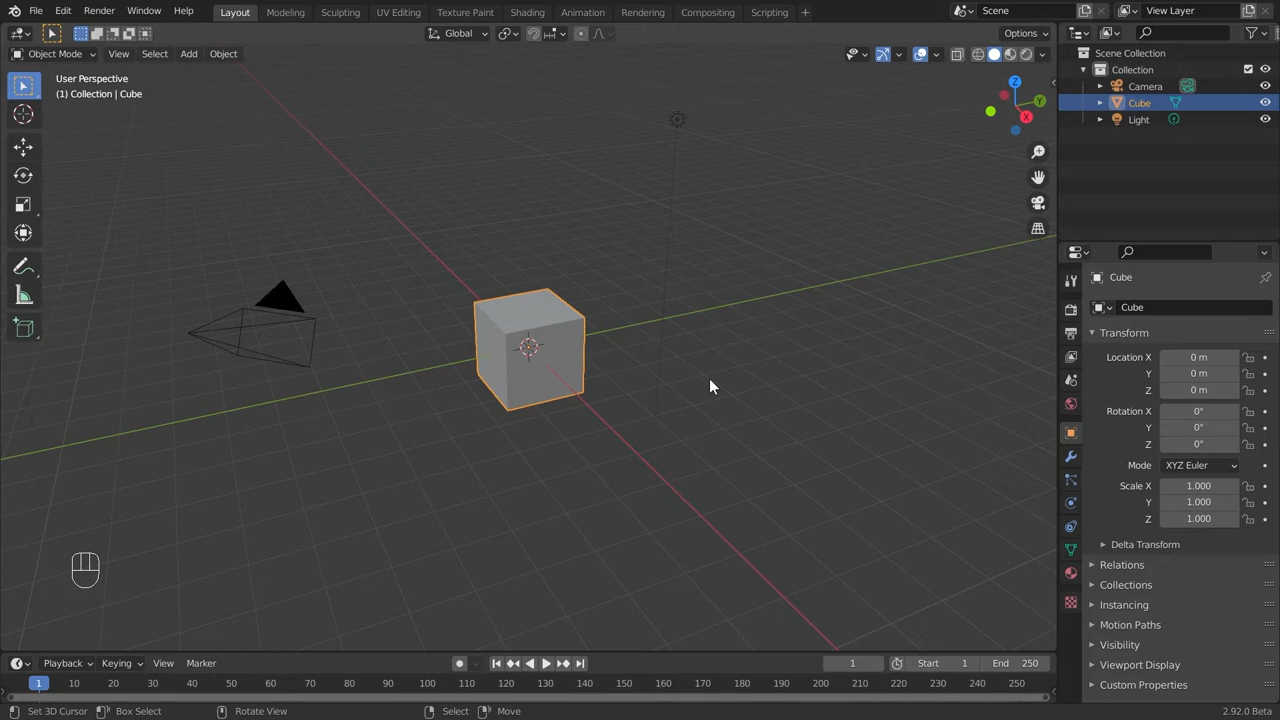 File Edit Render Window Help Layout Modeling Sculpting UV Editing Texture Paint Shading Animation Rendering Compositing Scripting + Scene View Layer
Global Options
Object Mode View Select Add Object
User Perspective
(1) Collection | Cube
Z
Y
X
Scene Collection
Collection
Camera
Cube
Light
Cube
Cube
Transform
Location X 0 m
Y 0 m
Z 0 m
Rotation X 0°
Y 0°
Z 0°
Mode XYZ Euler
Scale X 1.000
Y 1.000
Z 1.000
Delta Transform
Relations
Collections
Instancing
Motion Paths
Visibility
Viewport Display
Custom Properties
Playback Keying View Marker 1 Start 1 End 250
1 10 20 30 40 50 60 70 80 90 100 110 120 130 140 150 160 170 180 190 200 210 220 230 240 250
Set 3D Cursor Box Select Rotate View Select Move 2.92.0 Beta